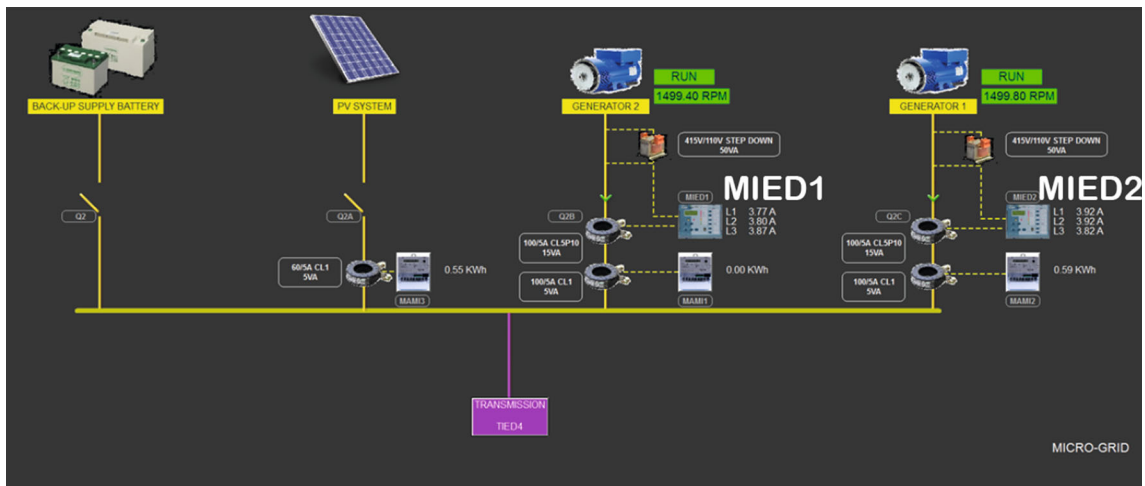 BACK-UP SUPPLY BATTERY
PV SYSTEM
GENERATOR 2
RUN
1499.40 RPM
GENERATOR 1
RUN
1499.80 RPM
415V/110V STEP DOWN
50VA
415V/110V STEP DOWN
50VA
MIED1
MIED1
L1 3.77 A
L2 3.80 A
L3 3.87 A
MIED2
MIED2
L1 3.92 A
L2 3.92 A
L3 3.82 A
Q2
Q2A
Q2B
Q2C
100/5A CL5P10
15VA
100/5A CL5P10
15VA
60/5A CL1
5VA
0.55 KWh
MAMI3
100/5A CL1
5VA
0.00 KWh
MAMI1
100/5A CL1
5VA
0.59 KWh
MAMI2
TRANSMISSION
TIED4
MICRO-GRID